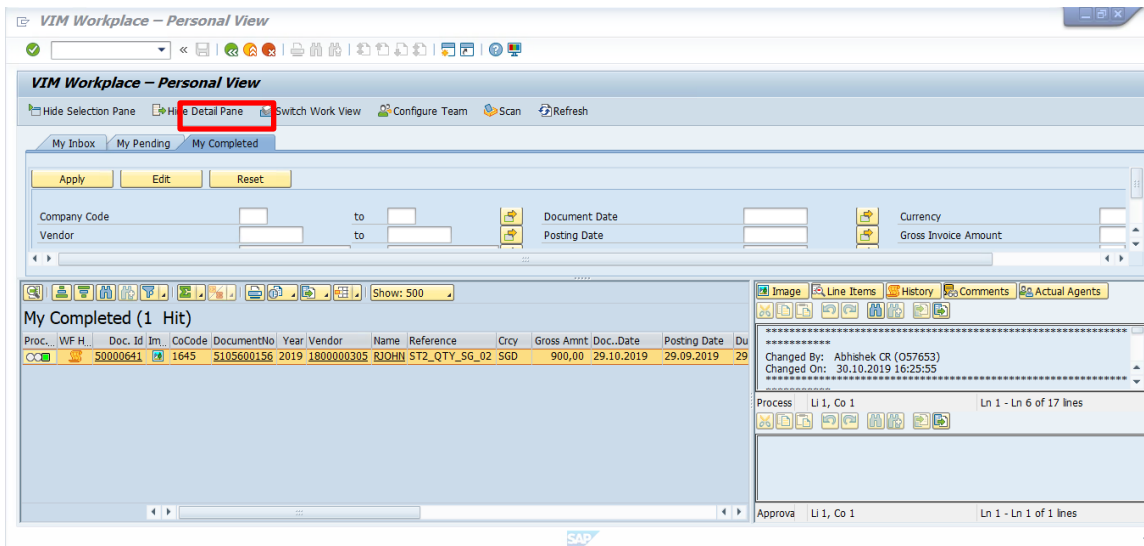 VIM Workplace – Personal View
VIM Workplace – Personal View
Hide Selection Pane Hide Detail Pane Switch Work View Configure Team Scan Refresh
My Inbox My Pending My Completed
Apply Edit Reset
Company Code to Document Date Currency
Vendor to Posting Date Gross Invoice Amount
Show: 500
Image Line Items History Comments Actual Agents
My Completed (1 Hit)
Proc... WF H... Doc. Id Im... CoCode DocumentNo Year Vendor Name Reference Crcy Gross Amnt Doc..Date Posting Date Du
50000641 1645 5105600156 2019 1800000305 RJOHN ST2_QTY_SG_02 SGD 900,00 29.10.2019 29.09.2019 29
***********
Changed By: Abhishek CR (O57653)
Changed On: 30.10.2019 16:25:55
Process Li 1, Co 1 Ln 1 - Ln 6 of 17 lines
Approva Li 1, Co 1 Ln 1 - Ln 1 of 1 lines
SAP